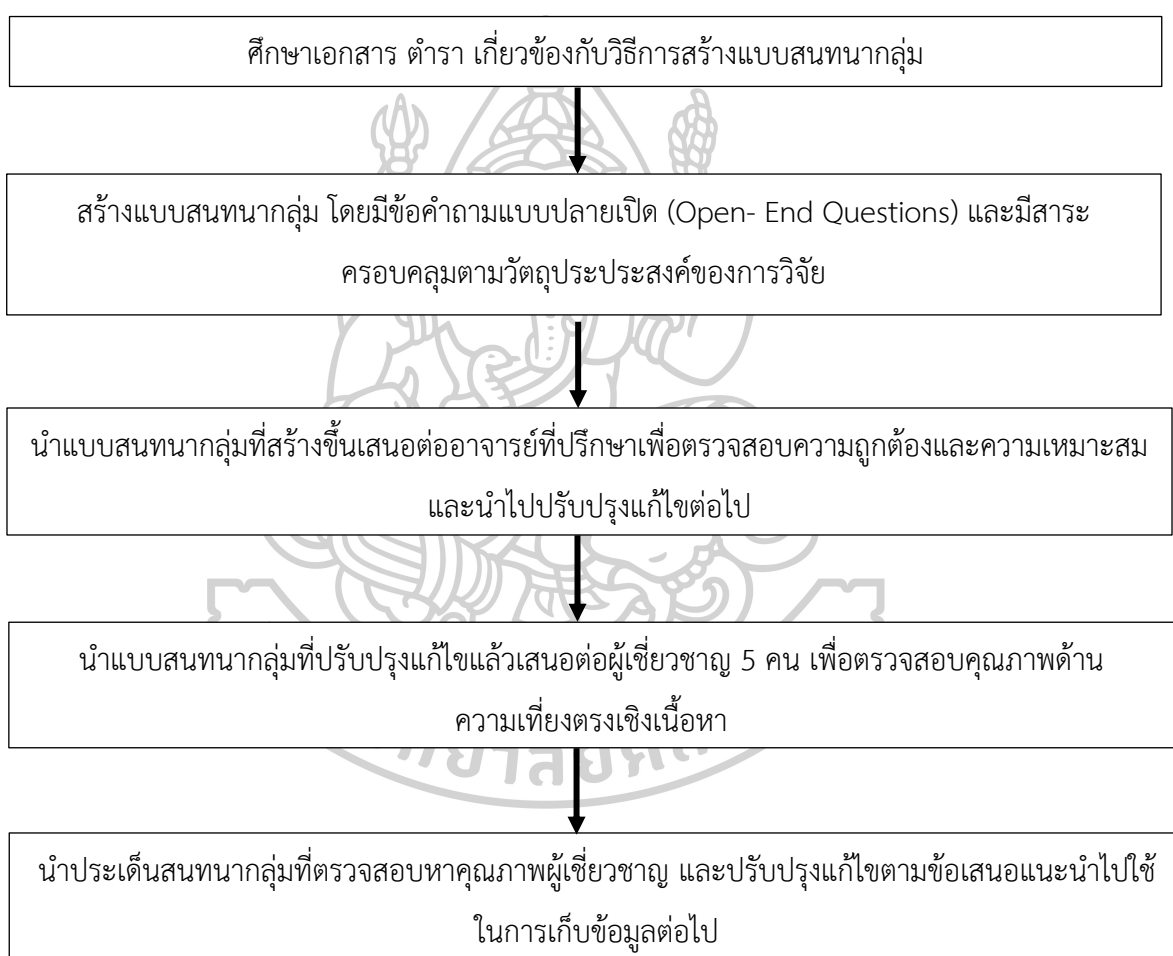 ศึกษาเอกสาร ตำรา เกี่ยวข้องกับวิธีการสร้างแบบสนทนากลุ่ม
สร้างแบบสนทนากลุ่ม โดยมีข้อคำถามแบบปลายเปิด (Open- End Questions) และมีสาระ
ครอบคลุมตามวัตถุประประสงค์ของการวิจัย
นำแบบสนทนากลุ่มที่สร้างขึ้นเสนอต่ออาจารย์ที่ปรึกษาเพื่อตรวจสอบความถูกต้องและความเหมาะสม
และนำไปปรับปรุงแก้ไขต่อไป
นำแบบสนทนากลุ่มที่ปรับปรุงแก้ไขแล้วเสนอต่อผู้เชี่ยวชาญ 5 คน เพื่อตรวจสอบคุณภาพด้าน
ความเที่ยงตรงเชิงเนื้อหา
นำประเด็นสนทนากลุ่มที่ตรวจสอบหาคุณภาพผู้เชี่ยวชาญ และปรับปรุงแก้ไขตามข้อเสนอแนะนำไปใช้
ในการเก็บข้อมูลต่อไป